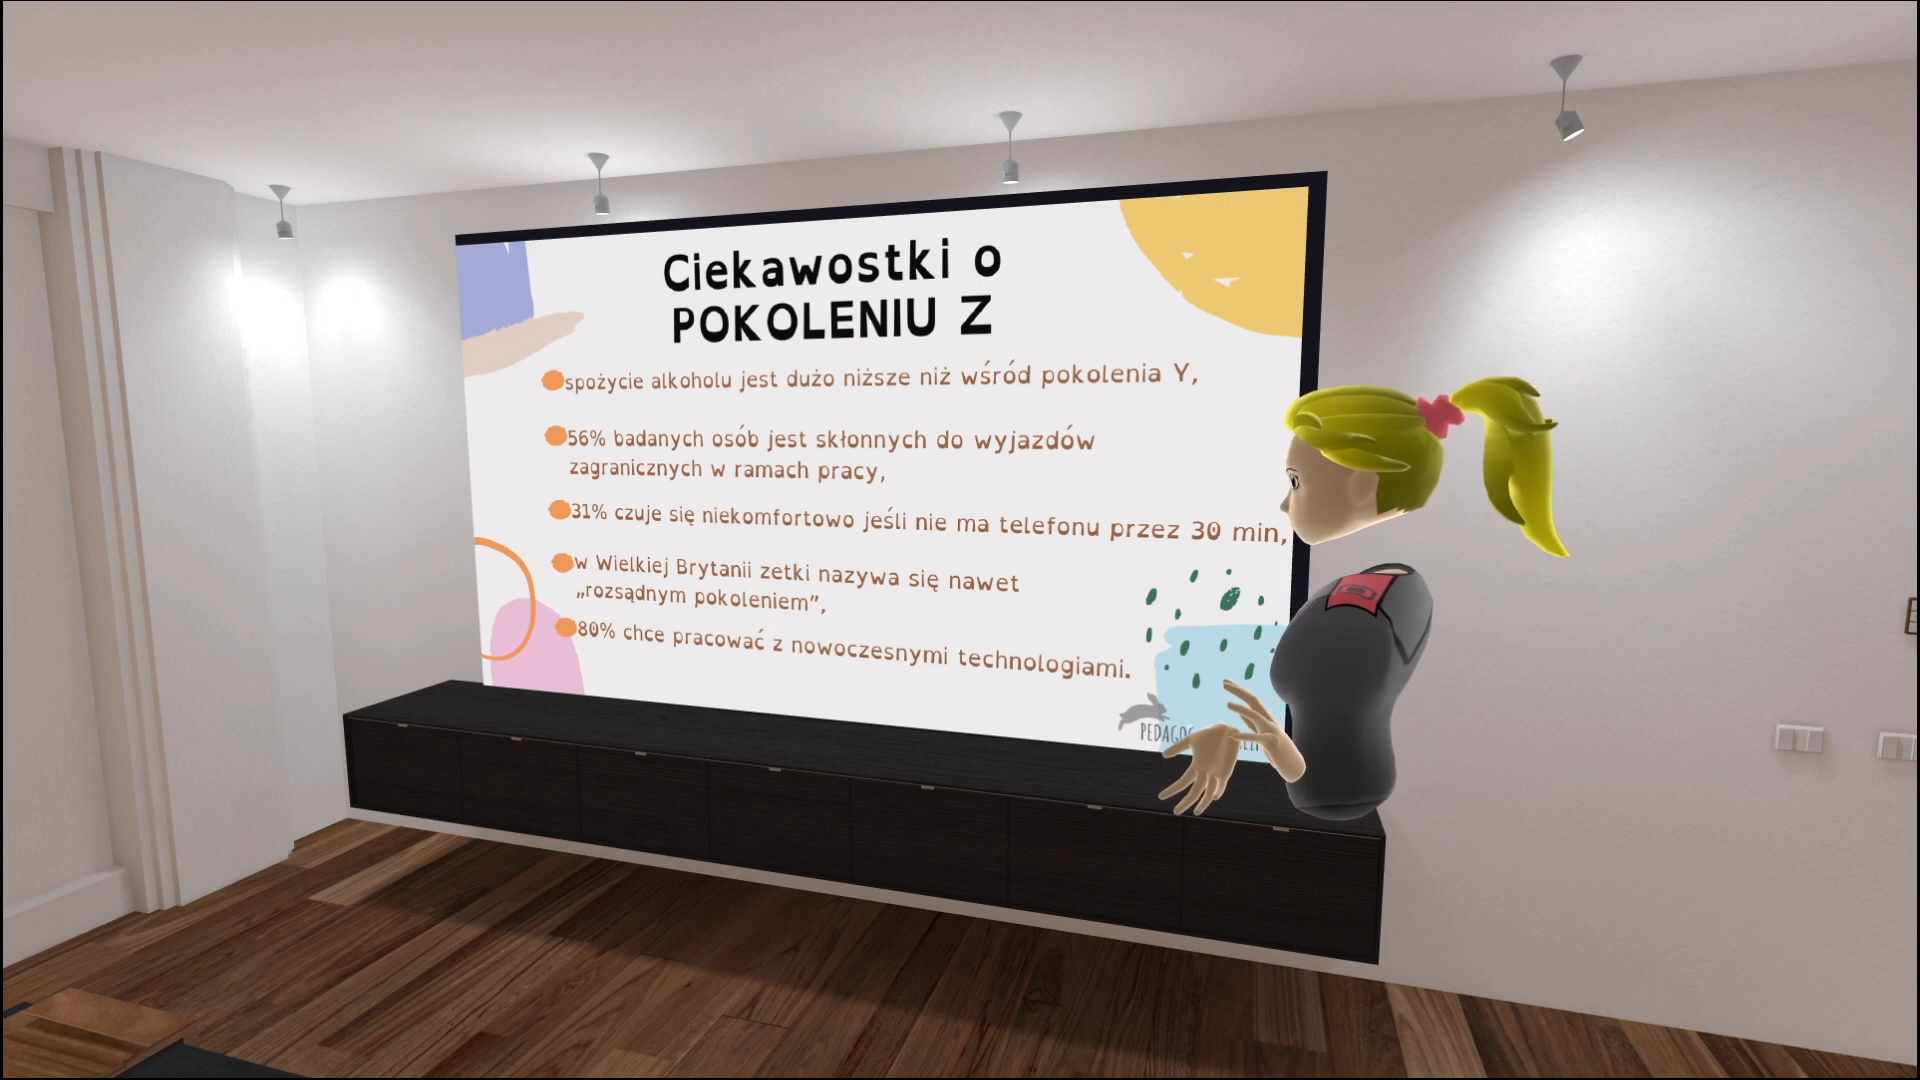 Ciekawostki o
POKOLENIU Z
spożycie alkoholu jest dużo niższe niż wśród pokolenia Y,
56% badanych osób jest skłonnych do wyjazdów
zagranicznych w ramach pracy,
31% czuje się niekomfortowo jeśli nie ma telefonu przez 30 min,
w Wielkiej Brytanii zetki nazywa się nawet
„rozsądnym pokoleniem”,
80% chce pracować z nowoczesnymi technologiami.